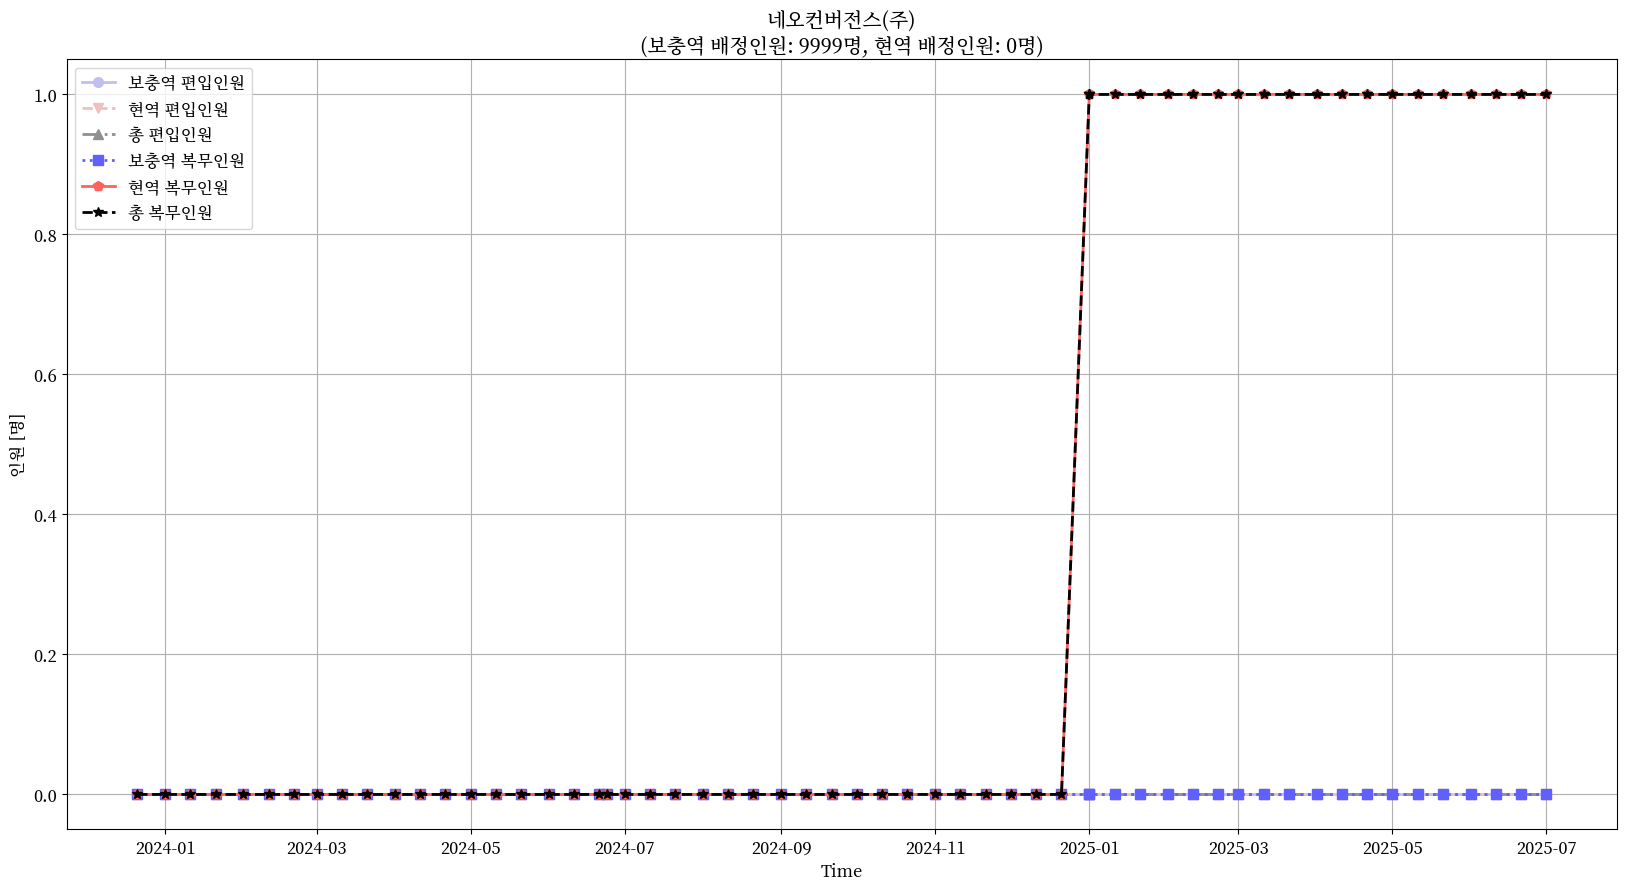 네오컨버전스(주)
(보충역 배정인원: 9999명, 현역 배정인원: 0명)
보충역 편입인원
현역 편입인원
총 편입인원
보충역 복무인원
현역 복무인원
총 복무인원
1.0
0.8
0.6
0.4
0.2
0.0
인원 [명]
2024-01 2024-03 2024-05 2024-07 2024-09 2024-11 2025-01 2025-03 2025-05 2025-07
Time